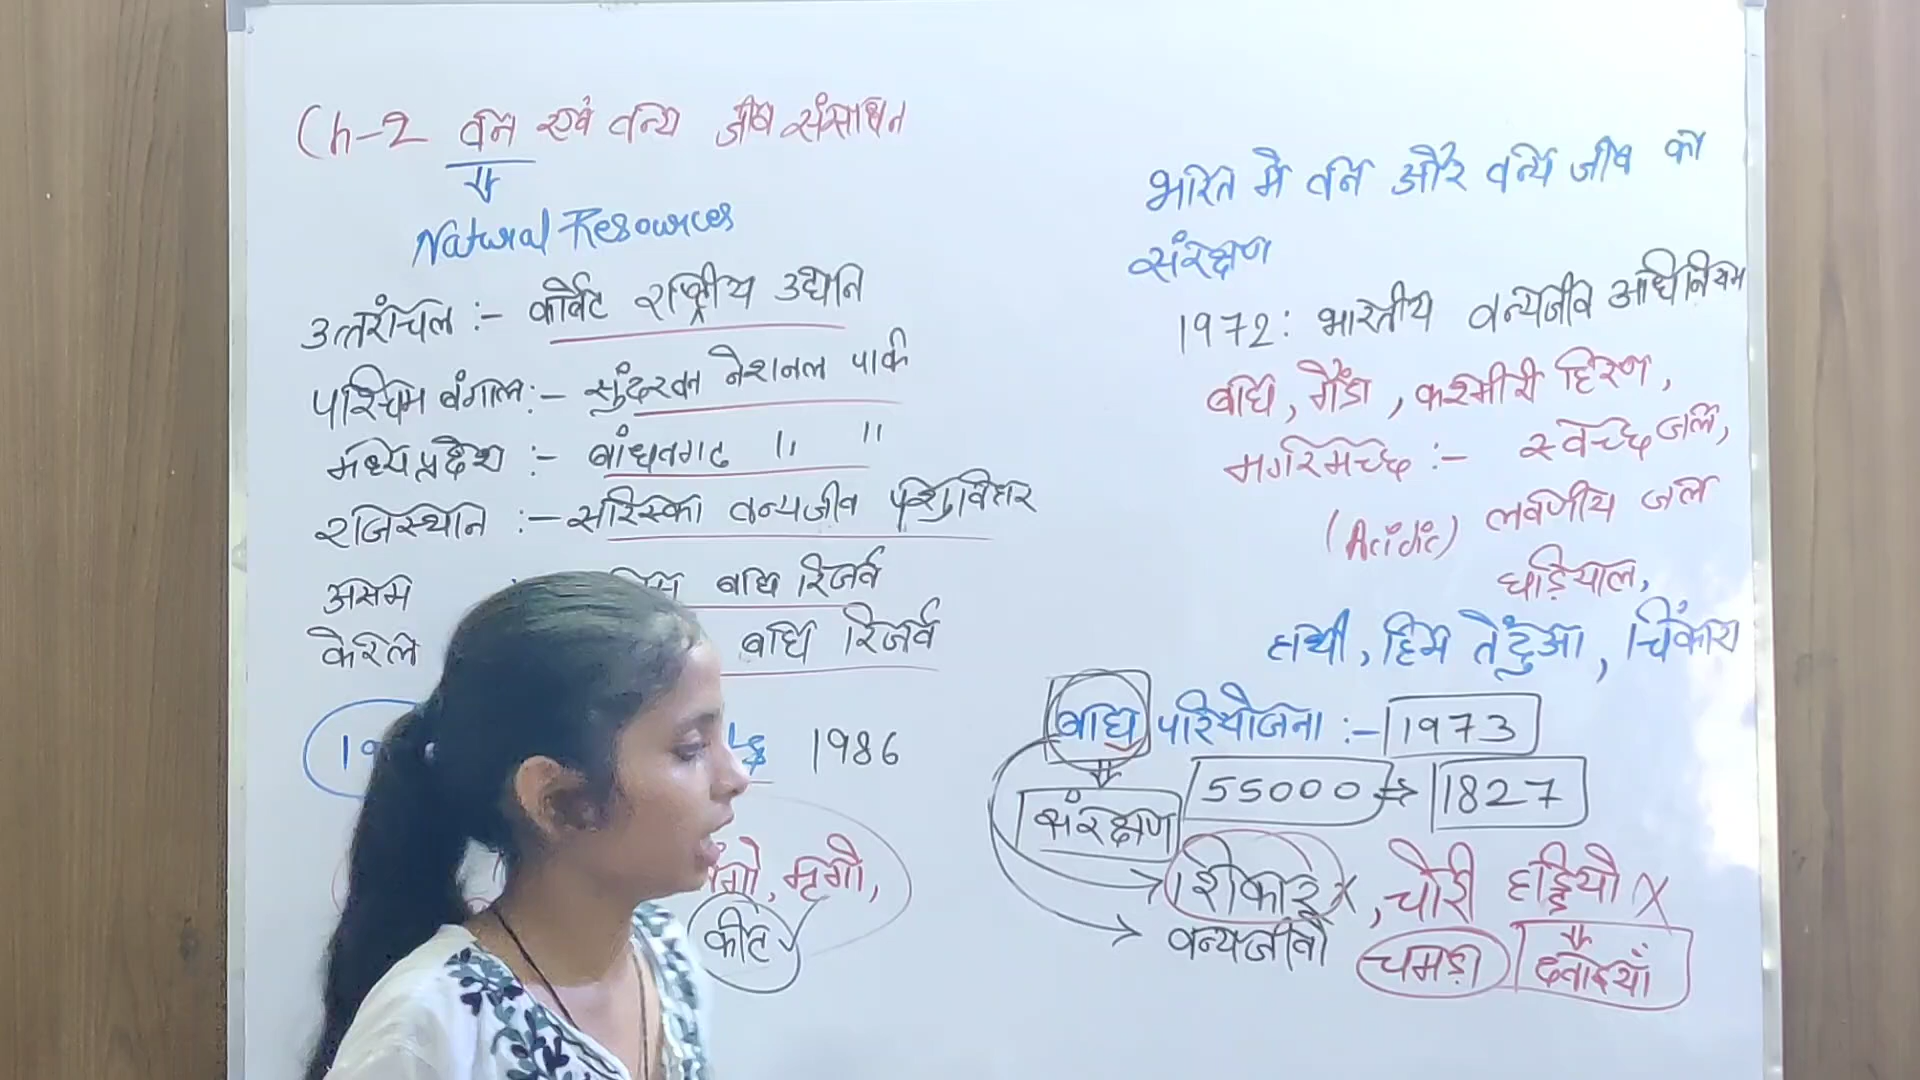 Ch-2 वन एवं वन्य जीव संसाधन
Natural Resources
उत्तरांचल :- कॉर्बेट राष्ट्रीय उद्यान
पश्चिम बंगाल :- सुंदरवन नेशनल पार्क
मध्यप्रदेश :- बांधवगढ " "
राजस्थान :- सरिस्का वन्यजीव पशुविहार
असम बाघ रिजर्व
केरल बाघ रिजर्व
1986
मृगो,
कीट
भारत मे वन और वन्य जीव का
संरक्षण
1972: भारतीय वन्यजीव अधिनियम
बाघ, गैंडा, कश्मीरी हिरण,
मगरमच्छ :- स्वच्छ जल,
(Acidic) लवणीय जल
घड़ियाल,
हाथी, हिम तेंदुआ, चिंकारा
बाघ परियोजना :- 1973
संरक्षण 55000 ⇒ 1827
शिकार X, चोरी हड्डियो X
वन्यजीवो चमड़ा दवाइयाँ